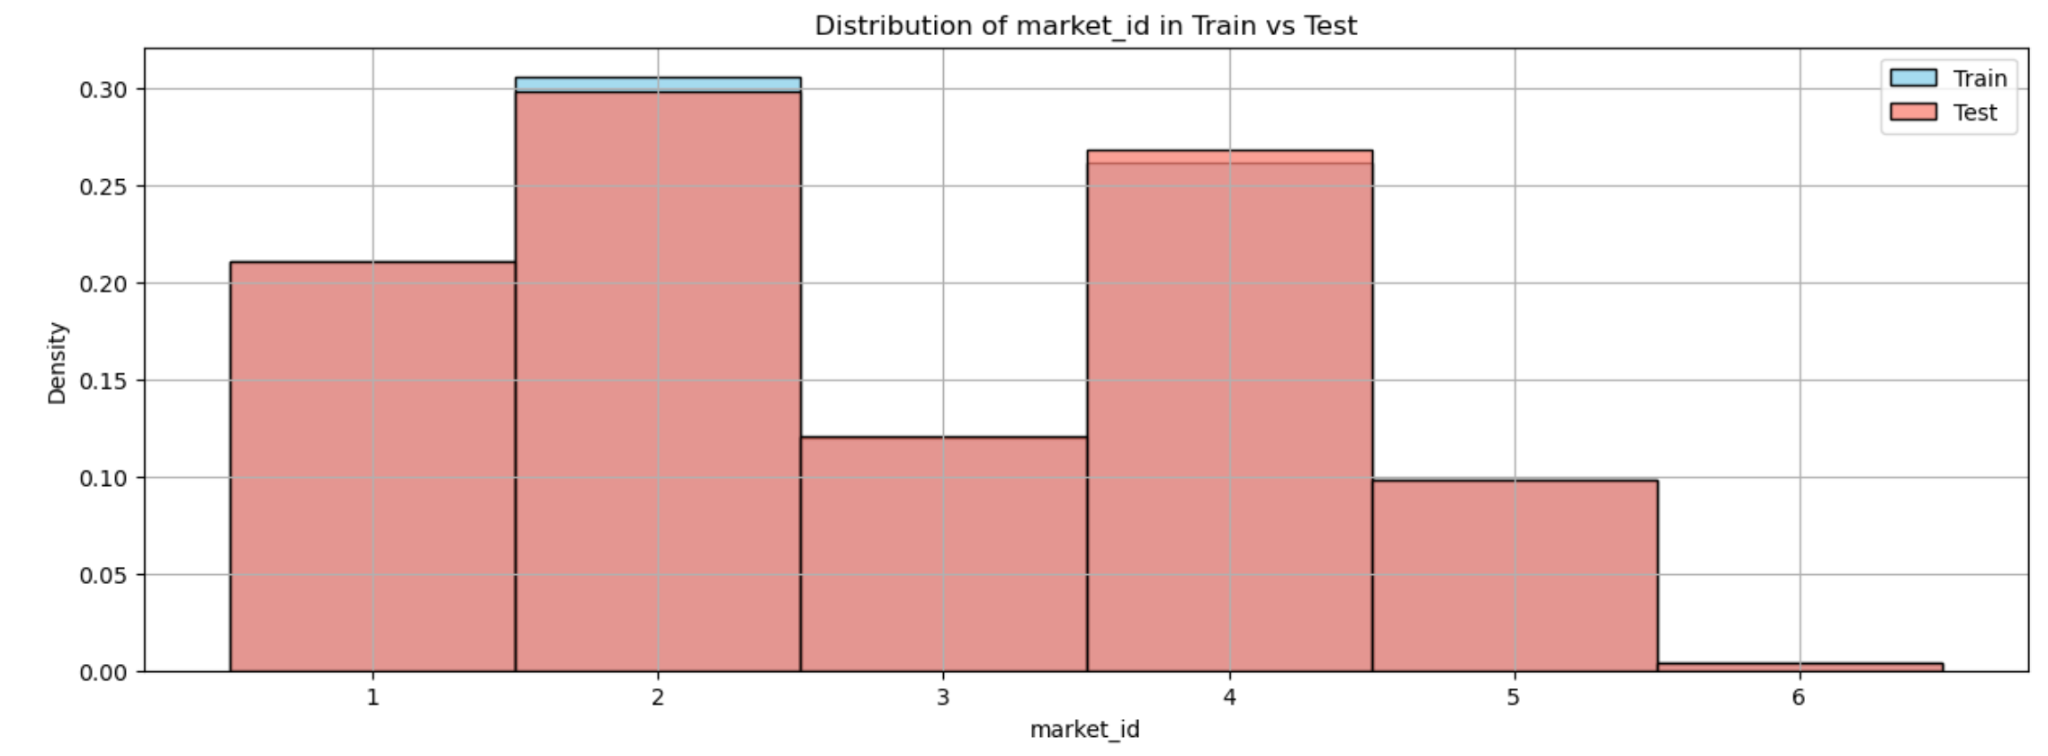 Distribution of market_id in Train vs Test
Train
Test
0.30
0.25
0.20
0.15
0.10
0.05
0.00
Density
1 2 3 4 5 6
market_id